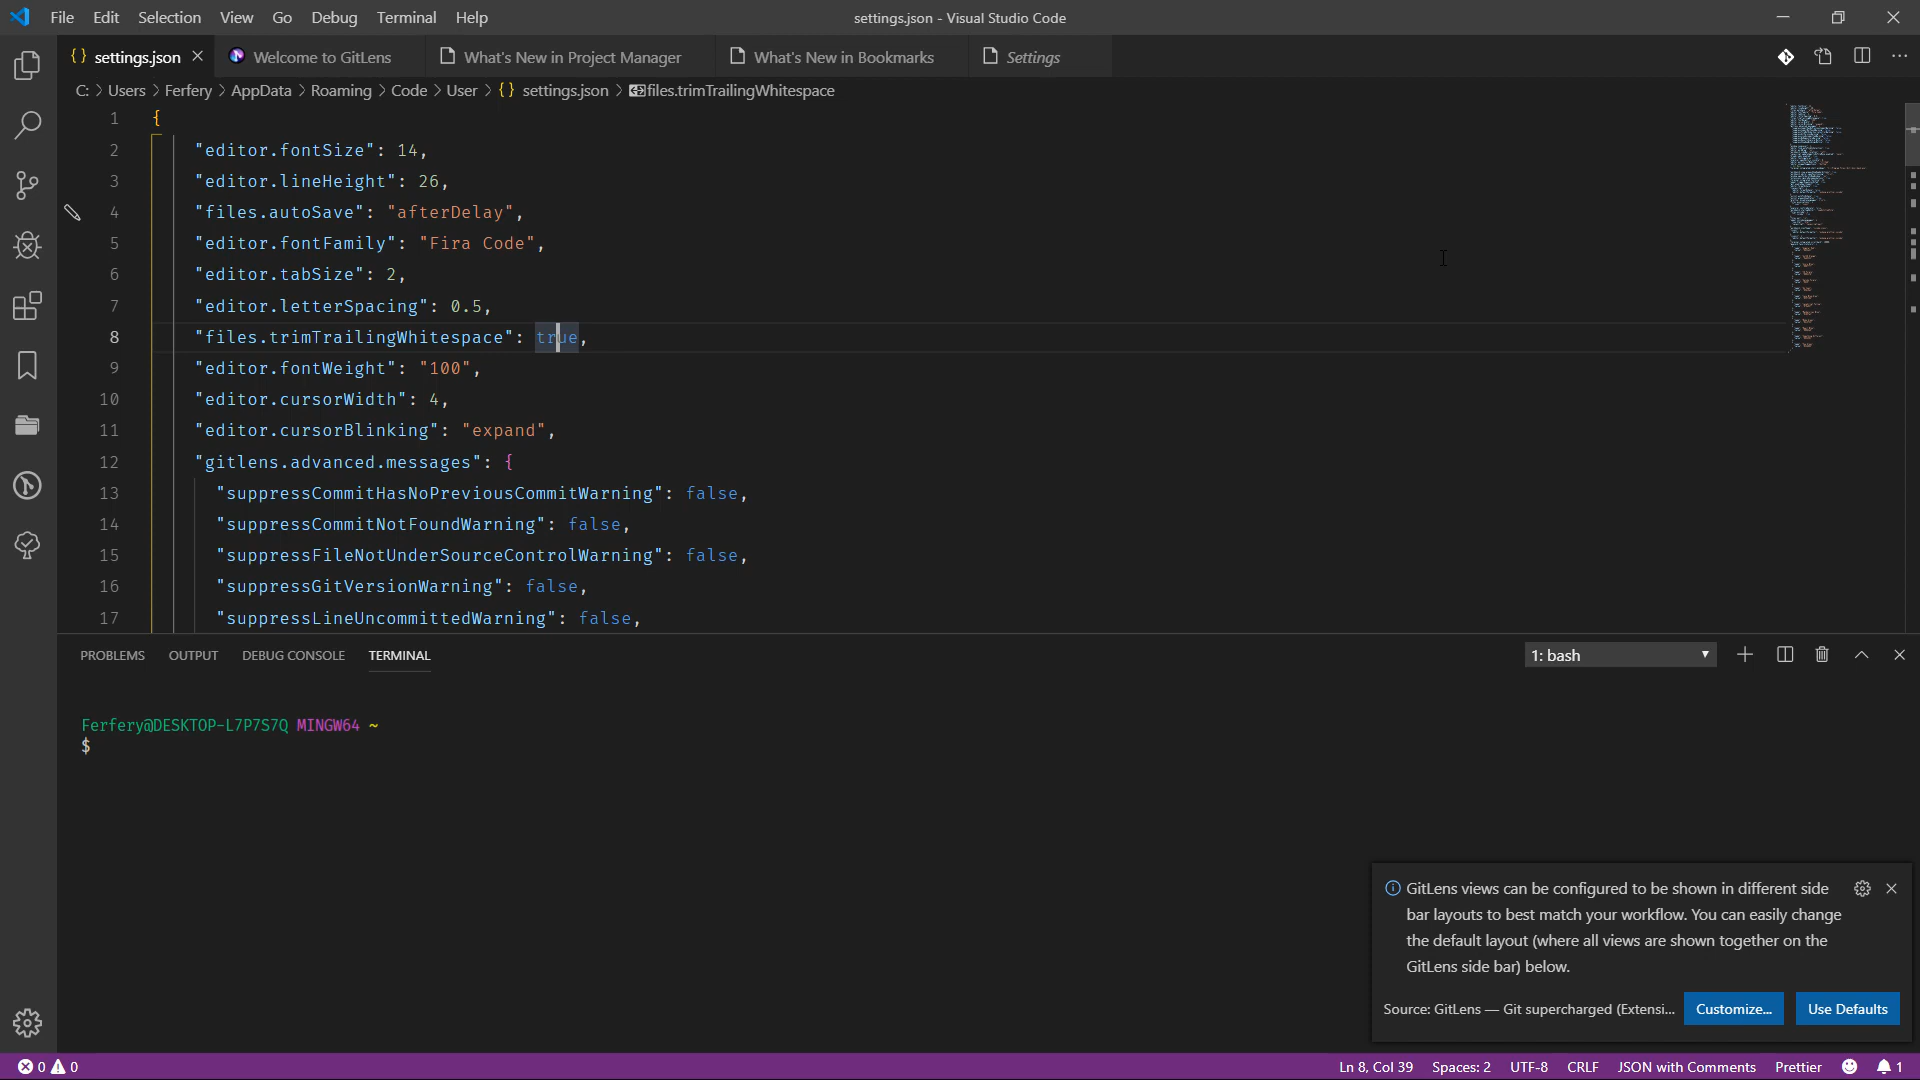 File Edit Selection View Go Debug Terminal Help
settings.json - Visual Studio Code
{} settings.json Welcome to GitLens What's New in Project Manager What's New in Bookmarks Settings
C: > Users > Ferfery > AppData > Roaming > Code > User > {} settings.json > files.trimTrailingWhitespace
1 {
2 "editor.fontSize": 14,
3 "editor.lineHeight": 26,
4 "files.autoSave": "afterDelay",
5 "editor.fontFamily": "Fira Code",
6 "editor.tabSize": 2,
7 "editor.letterSpacing": 0.5,
8 "files.trimTrailingWhitespace": true,
9 "editor.fontWeight": "100",
10 "editor.cursorWidth": 4,
11 "editor.cursorBlinking": "expand",
12 "gitlens.advanced.messages": {
13 "suppressCommitHasNoPreviousCommitWarning": false,
14 "suppressCommitNotFoundWarning": false,
15 "suppressFileNotUnderSourceControlWarning": false,
16 "suppressGitVersionWarning": false,
17 "suppressLineUncommittedWarning": false,
PROBLEMS OUTPUT DEBUG CONSOLE TERMINAL
1: bash
Ferfery@DESKTOP-L7P7S7Q MINGW64 ~
$
GitLens views can be configured to be shown in different side
bar layouts to best match your workflow. You can easily change
the default layout (where all views are shown together on the
GitLens side bar) below.
Source: GitLens — Git supercharged (Extensi... Customize... Use Defaults
0 0 Ln 8, Col 39 Spaces: 2 UTF-8 CRLF JSON with Comments Prettier 1